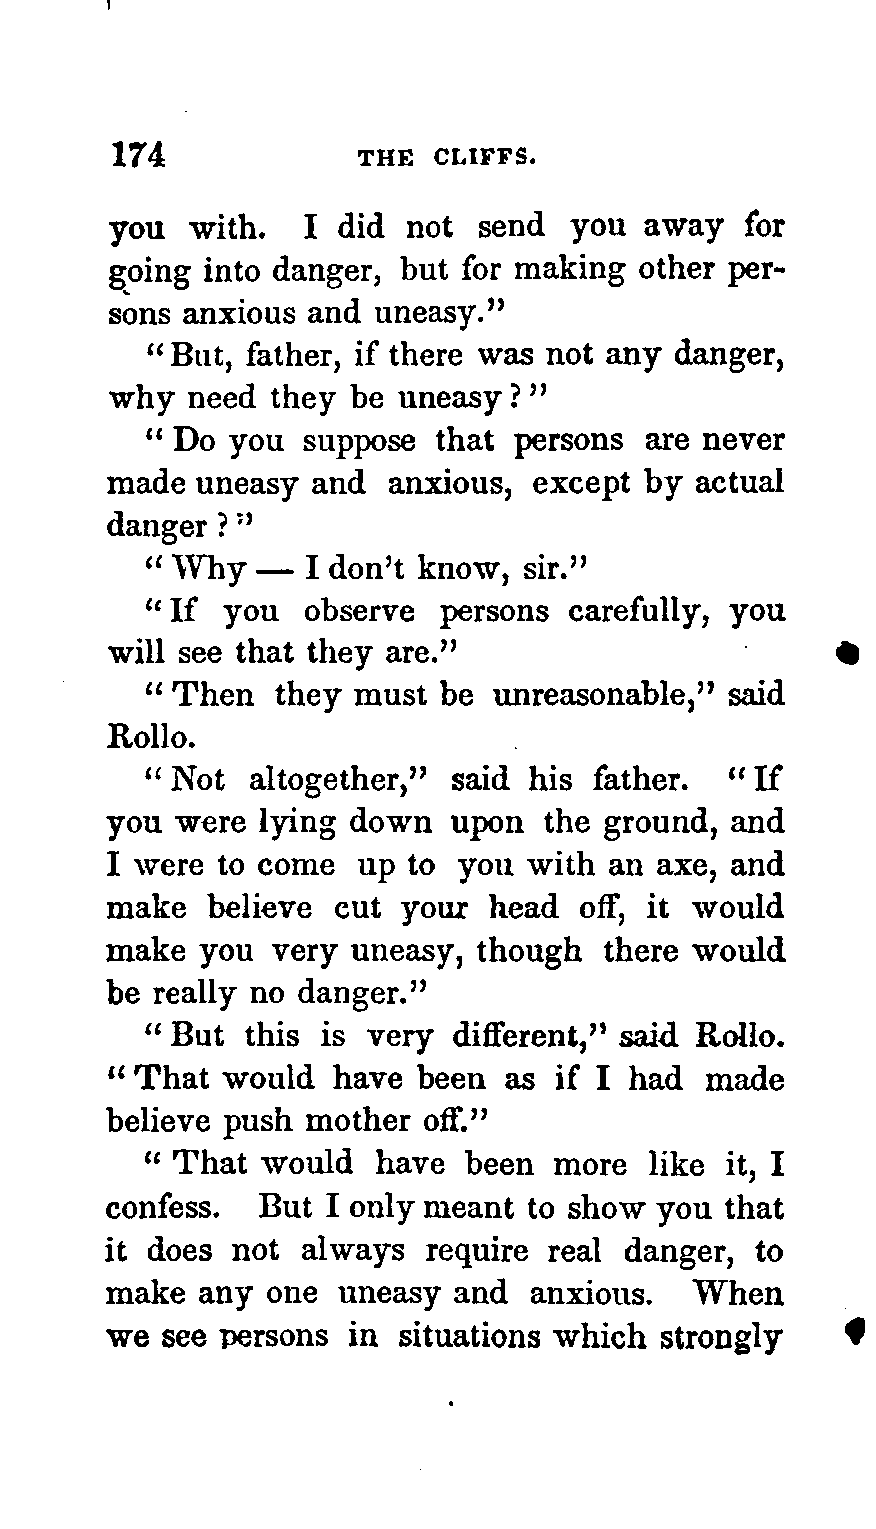 174 THE CLIFFS.
you with. I did not send you away for
going into danger, but for making other per-
sons anxious and uneasy."
"But, father, if there was not any danger,
why need they be uneasy?"
"Do you suppose that persons are never
made uneasy and anxious, except by actual
danger?"
"Why — I don't know, sir."
"If you observe persons carefully, you
will see that they are."
"Then they must be unreasonable," said
Rollo.
"Not altogether," said his father. "If
you were lying down upon the ground, and
I were to come up to you with an axe, and
make believe cut your head off, it would
make you very uneasy, though there would
be really no danger."
"But this is very different," said Rollo.
"That would have been as if I had made
believe push mother off."
"That would have been more like it, I
confess. But I only meant to show you that
it does not always require real danger, to
make any one uneasy and anxious. When
we see persons in situations which strongly